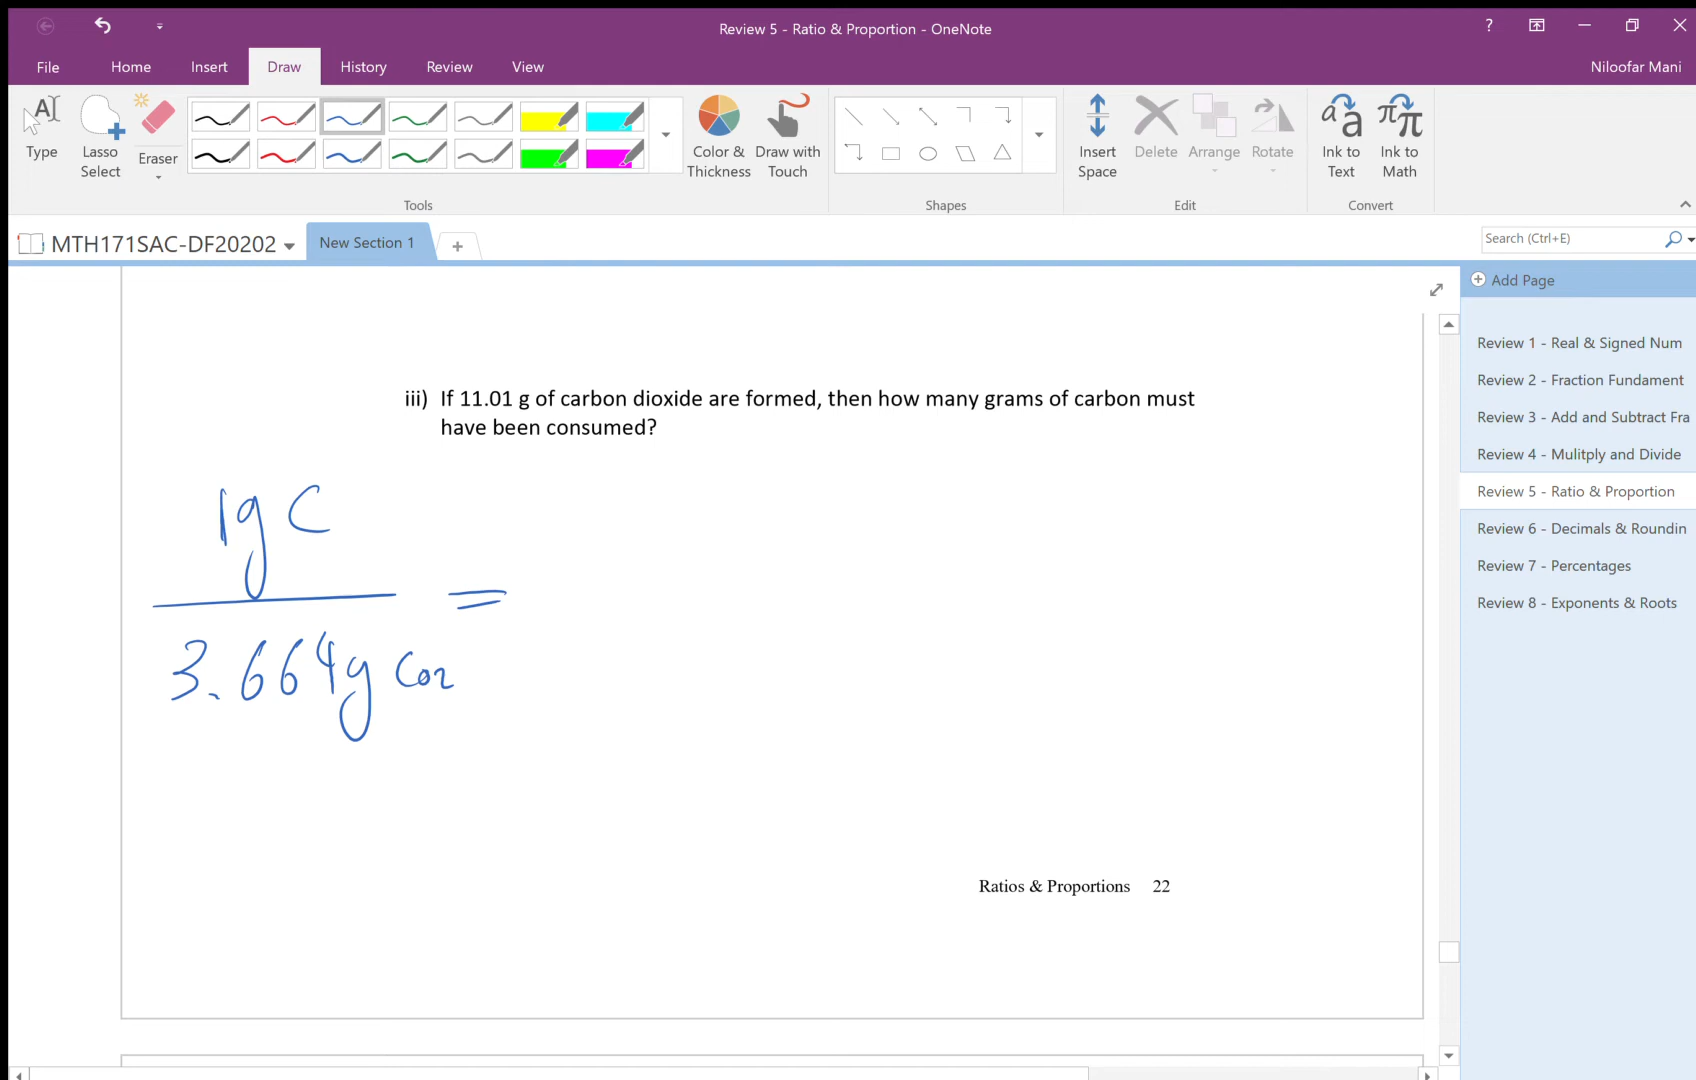 Review 5 - Ratio & Proportion - OneNote
?
File
Home
Insert
Draw
History
Review
View
Niloofar Mani
Type
Lasso Select
Eraser
Color & Thickness
Draw with Touch
Insert Space
Delete
Arrange
Rotate
Ink to Text
Ink to Math
Tools
Shapes
Edit
Convert
MTH171SAC-DF20202
New Section 1
+
Search (Ctrl+E)
Add Page
Review 1 - Real & Signed Num
Review 2 - Fraction Fundament
Review 3 - Add and Subtract Fra
Review 4 - Mulitply and Divide
Review 5 - Ratio & Proportion
Review 6 - Decimals & Roundin
Review 7 - Percentages
Review 8 - Exponents & Roots
iii) If 11.01 g of carbon dioxide are formed, then how many grams of carbon must
have been consumed?
1g C
=
3.664g CO2
Ratios & Proportions 22